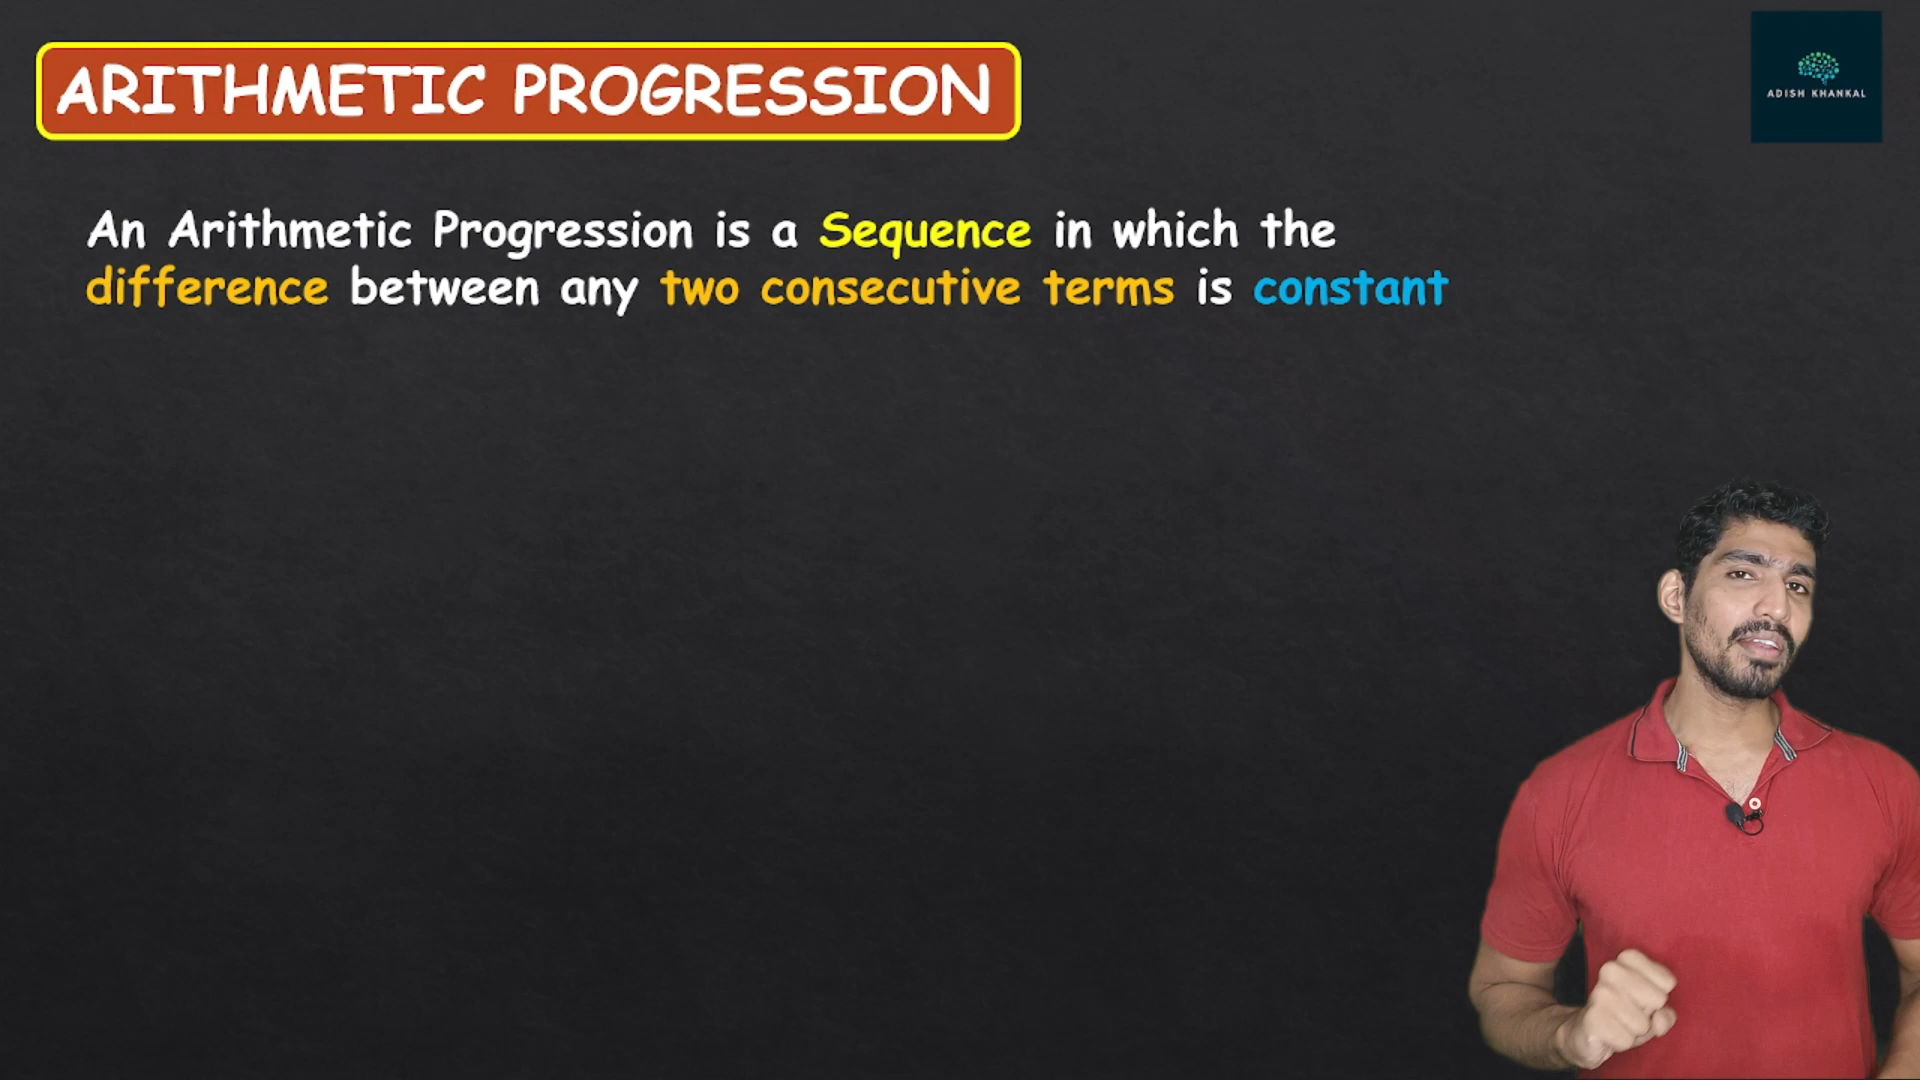 ARITHMETIC PROGRESSION
ADISH KHANKAL
An Arithmetic Progression is a Sequence in which the
difference between any two consecutive terms is constant